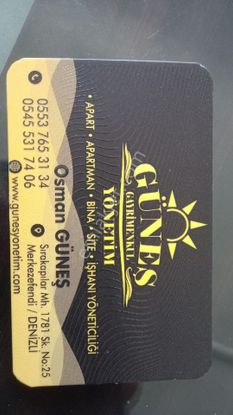 GÜNEŞ
GAYRİMENKUL
YÖNETİM
• APART • APARTMAN • BİNA • SİTE • İŞHANI YÖNETİCİLİĞİ
Osman GÜNEŞ
0553 765 31 34
0545 531 74 06
Sırakapılar Mh. 1781 Sk. No:25
Merkezefendi / DENİZLİ
www.gunesyonetim.com